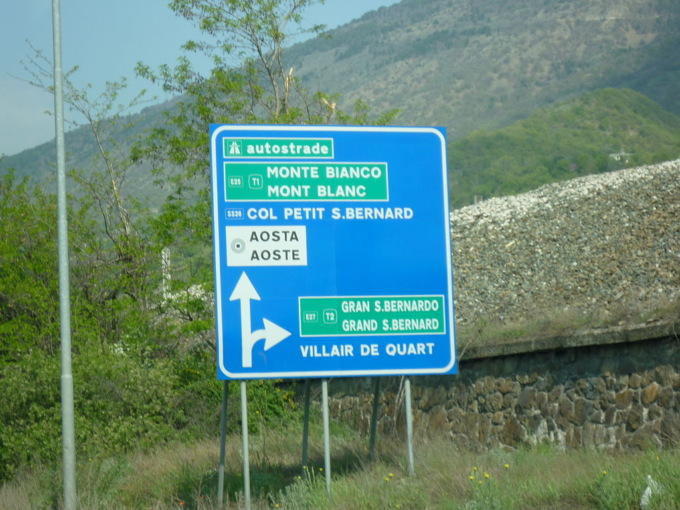 autostrade
E25 T1 MONTE BIANCO
MONT BLANC
SS26 COL PETIT S.BERNARD
AOSTA
AOSTE
E27 T2 GRAN S.BERNARDO
GRAND S.BERNARD
VILLAIR DE QUART